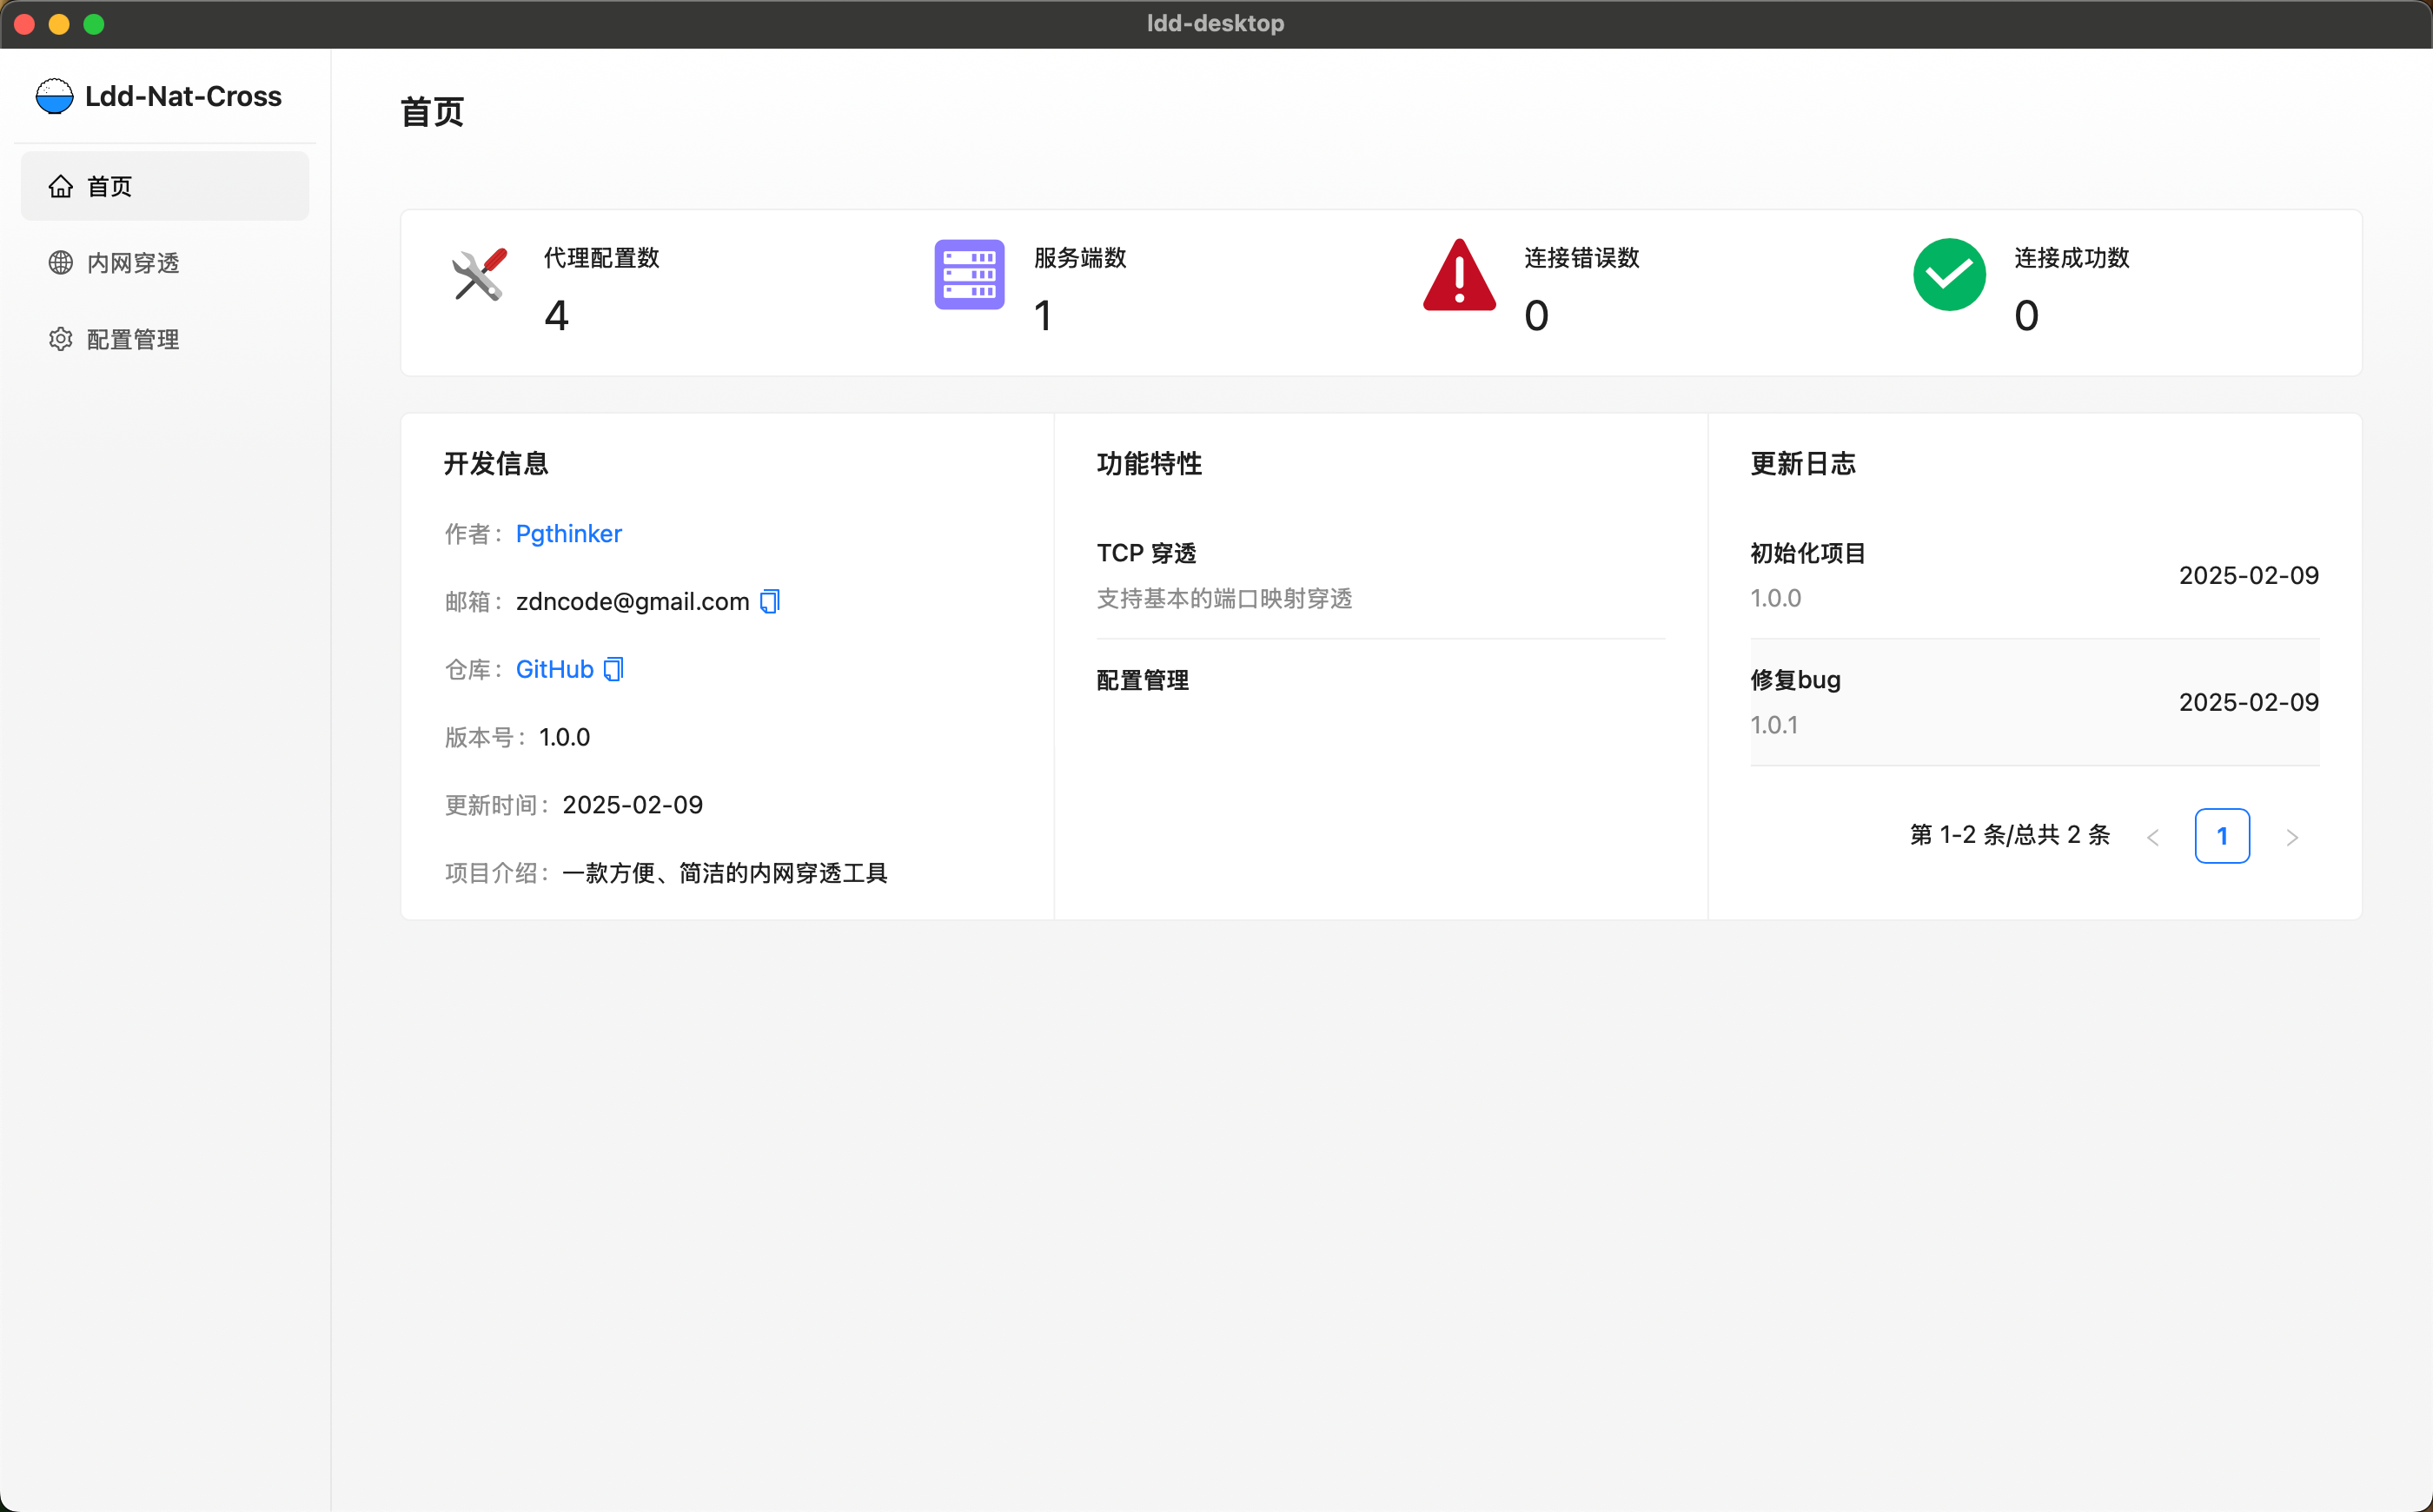 ldd-desktop
Ldd-Nat-Cross
首页
内网穿透
配置管理
首页
代理配置数
4
服务端数
1
连接错误数
0
连接成功数
0
开发信息
作者： Pgthinker
邮箱： zdncode@gmail.com
仓库： GitHub
版本号： 1.0.0
更新时间： 2025-02-09
项目介绍： 一款方便、简洁的内网穿透工具
功能特性
TCP 穿透
支持基本的端口映射穿透
配置管理
更新日志
初始化项目
1.0.0
2025-02-09
修复bug
1.0.1
2025-02-09
第 1-2 条/总共 2 条 < 1 >